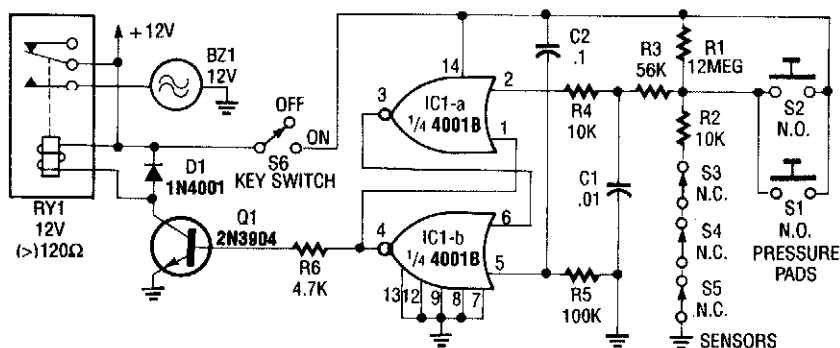 +12V
BZ1
12V
OFF
ON
S6
KEY SWITCH
D1
1N4001
RY1
12V
(>)120Ω
Q1
2N3904
R6
4.7K
14
3
2
1
IC1-a
1/4 4001B
4
6
5
IC1-b
1/4 4001B
13 12 9 8 7
C2
.1
R4
10K
R3
56K
R1
12MEG
R2
10K
C1
.01
R5
100K
S3
N.C.
S4
N.C.
S5
N.C.
SENSORS
S2
N.O.
S1
N.O.
PRESSURE
PADS